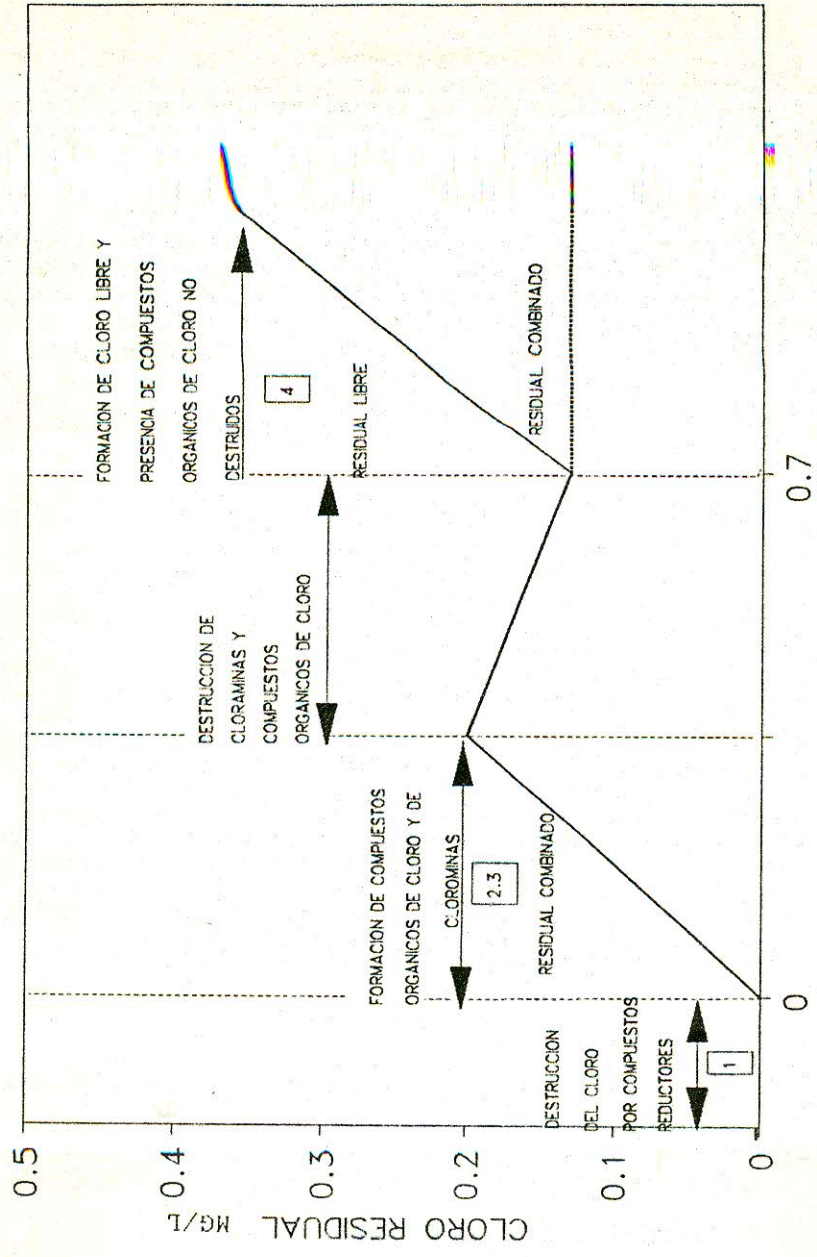 CLORO RESIDUAL MG/L
0.5
0.4
0.3
0.2
0.1
0
DESTRUCCION
DEL CLORO
POR COMPUESTOS
REDUCTORES
1
FORMACION DE COMPUESTOS
ORGANICOS DE CLORO Y DE
CLOROMINAS
2.3
RESIDUAL COMBINADO
DESTRUCCION DE
CLORAMINAS Y
COMPUESTOS
ORGANICOS DE CLORO
FORMACION DE CLORO LIBRE Y
PRESENCIA DE COMPUESTOS
ORGANICOS DE CLORO NO
DESTRUIDOS
4
RESIDUAL LIBRE
RESIDUAL COMBINADO
0
0.7